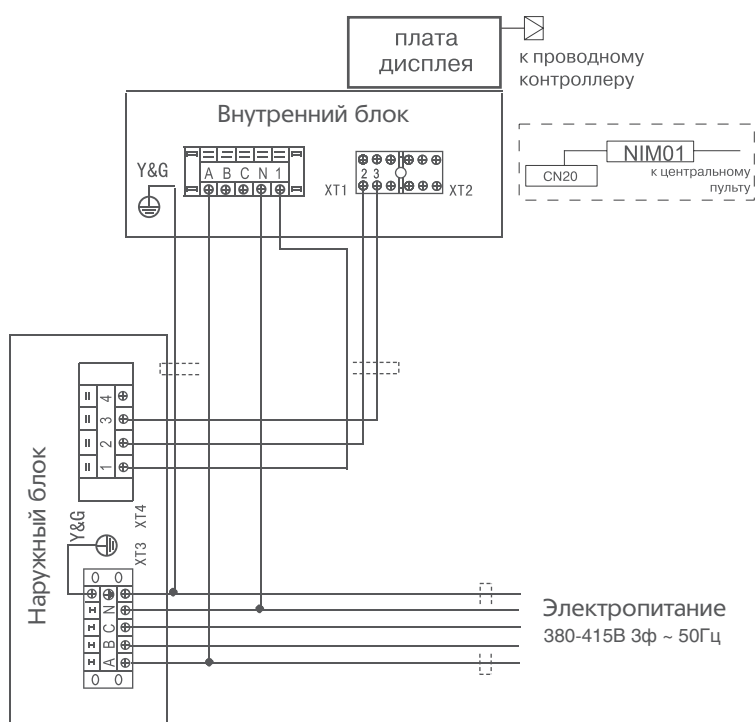 плата
дисплея
к проводному
контроллеру
Внутренний блок
Y&G
A B C N 1
2 3
XT1
XT2
NIM01
CN20
к центральному
пульту
Наружный блок
4
3
2
1
Y&G
XT4
XT3
N
C
B
A
Электропитание
380-415В 3ф ~ 50Гц